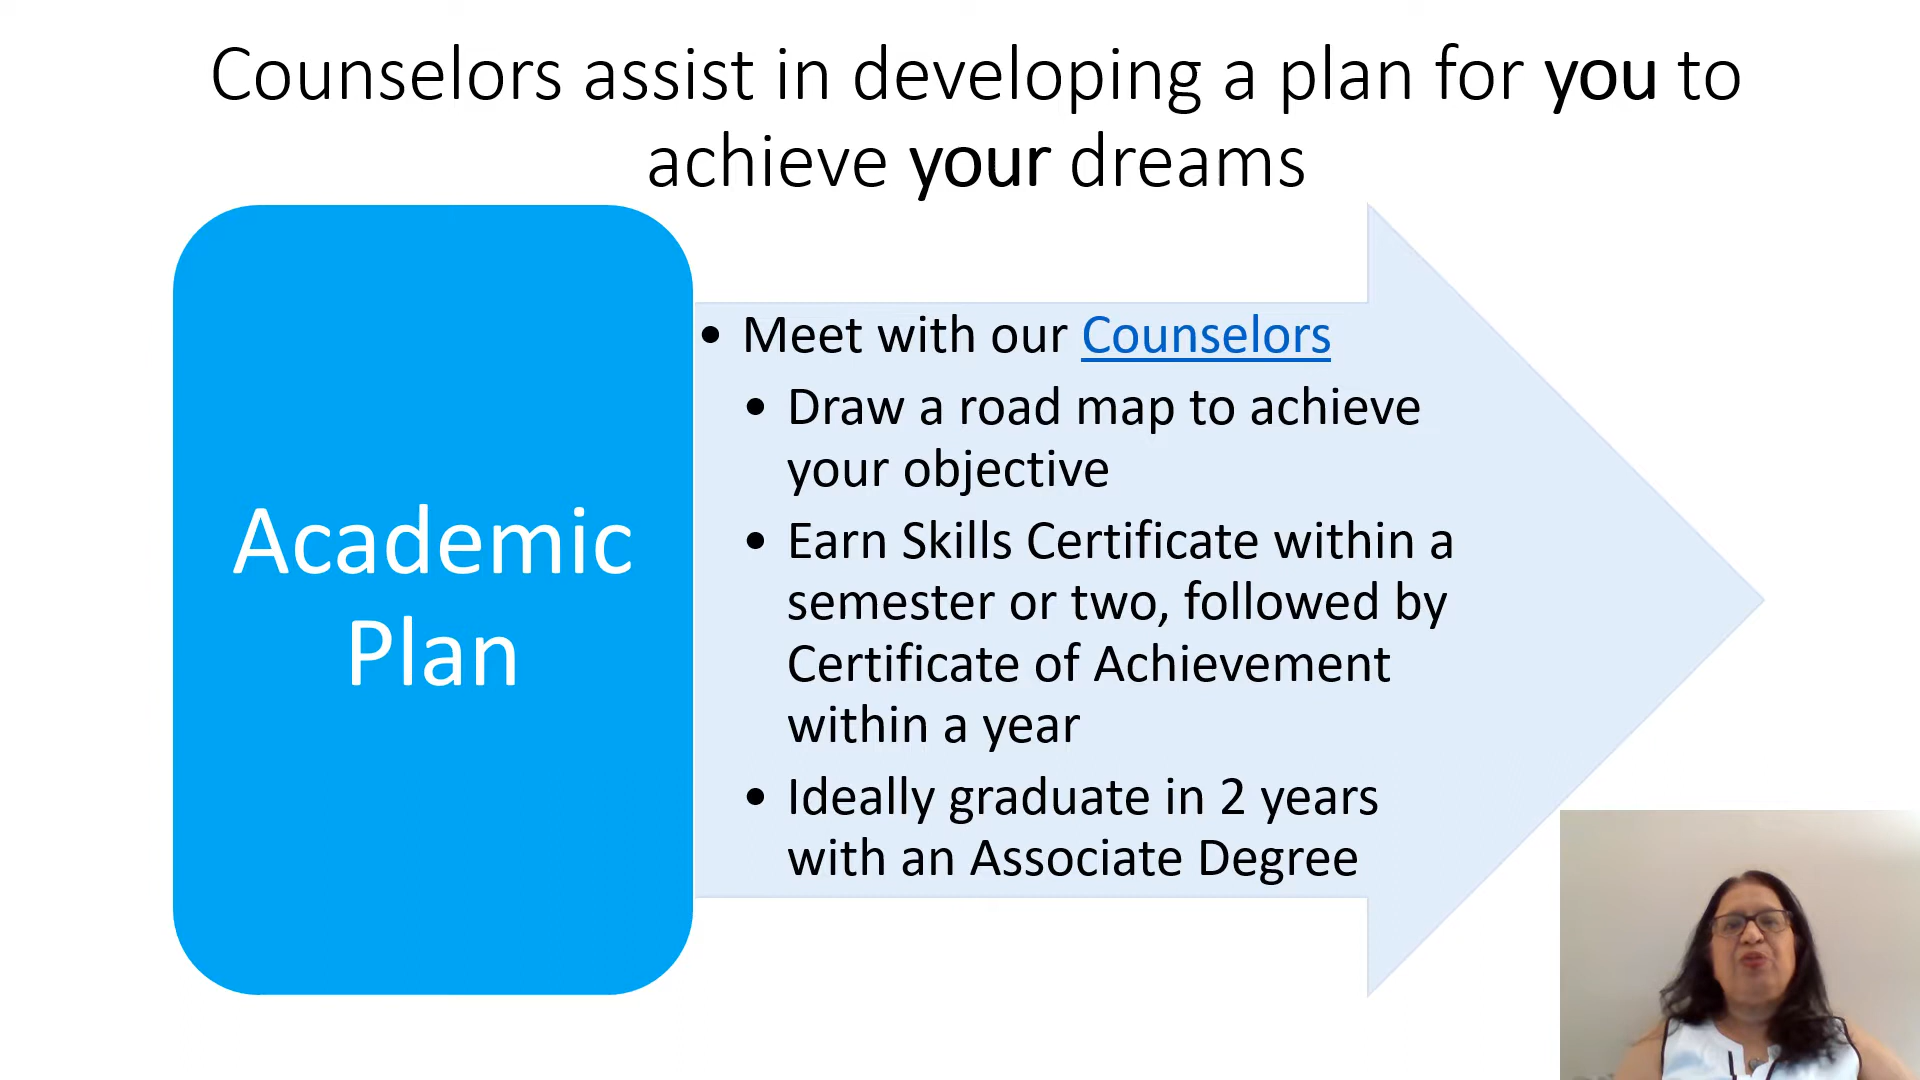 Counselors assist in developing a plan for you to
achieve your dreams
Academic
Plan
• Meet with our Counselors
• Draw a road map to achieve
your objective
• Earn Skills Certificate within a
semester or two, followed by
Certificate of Achievement
within a year
• Ideally graduate in 2 years
with an Associate Degree